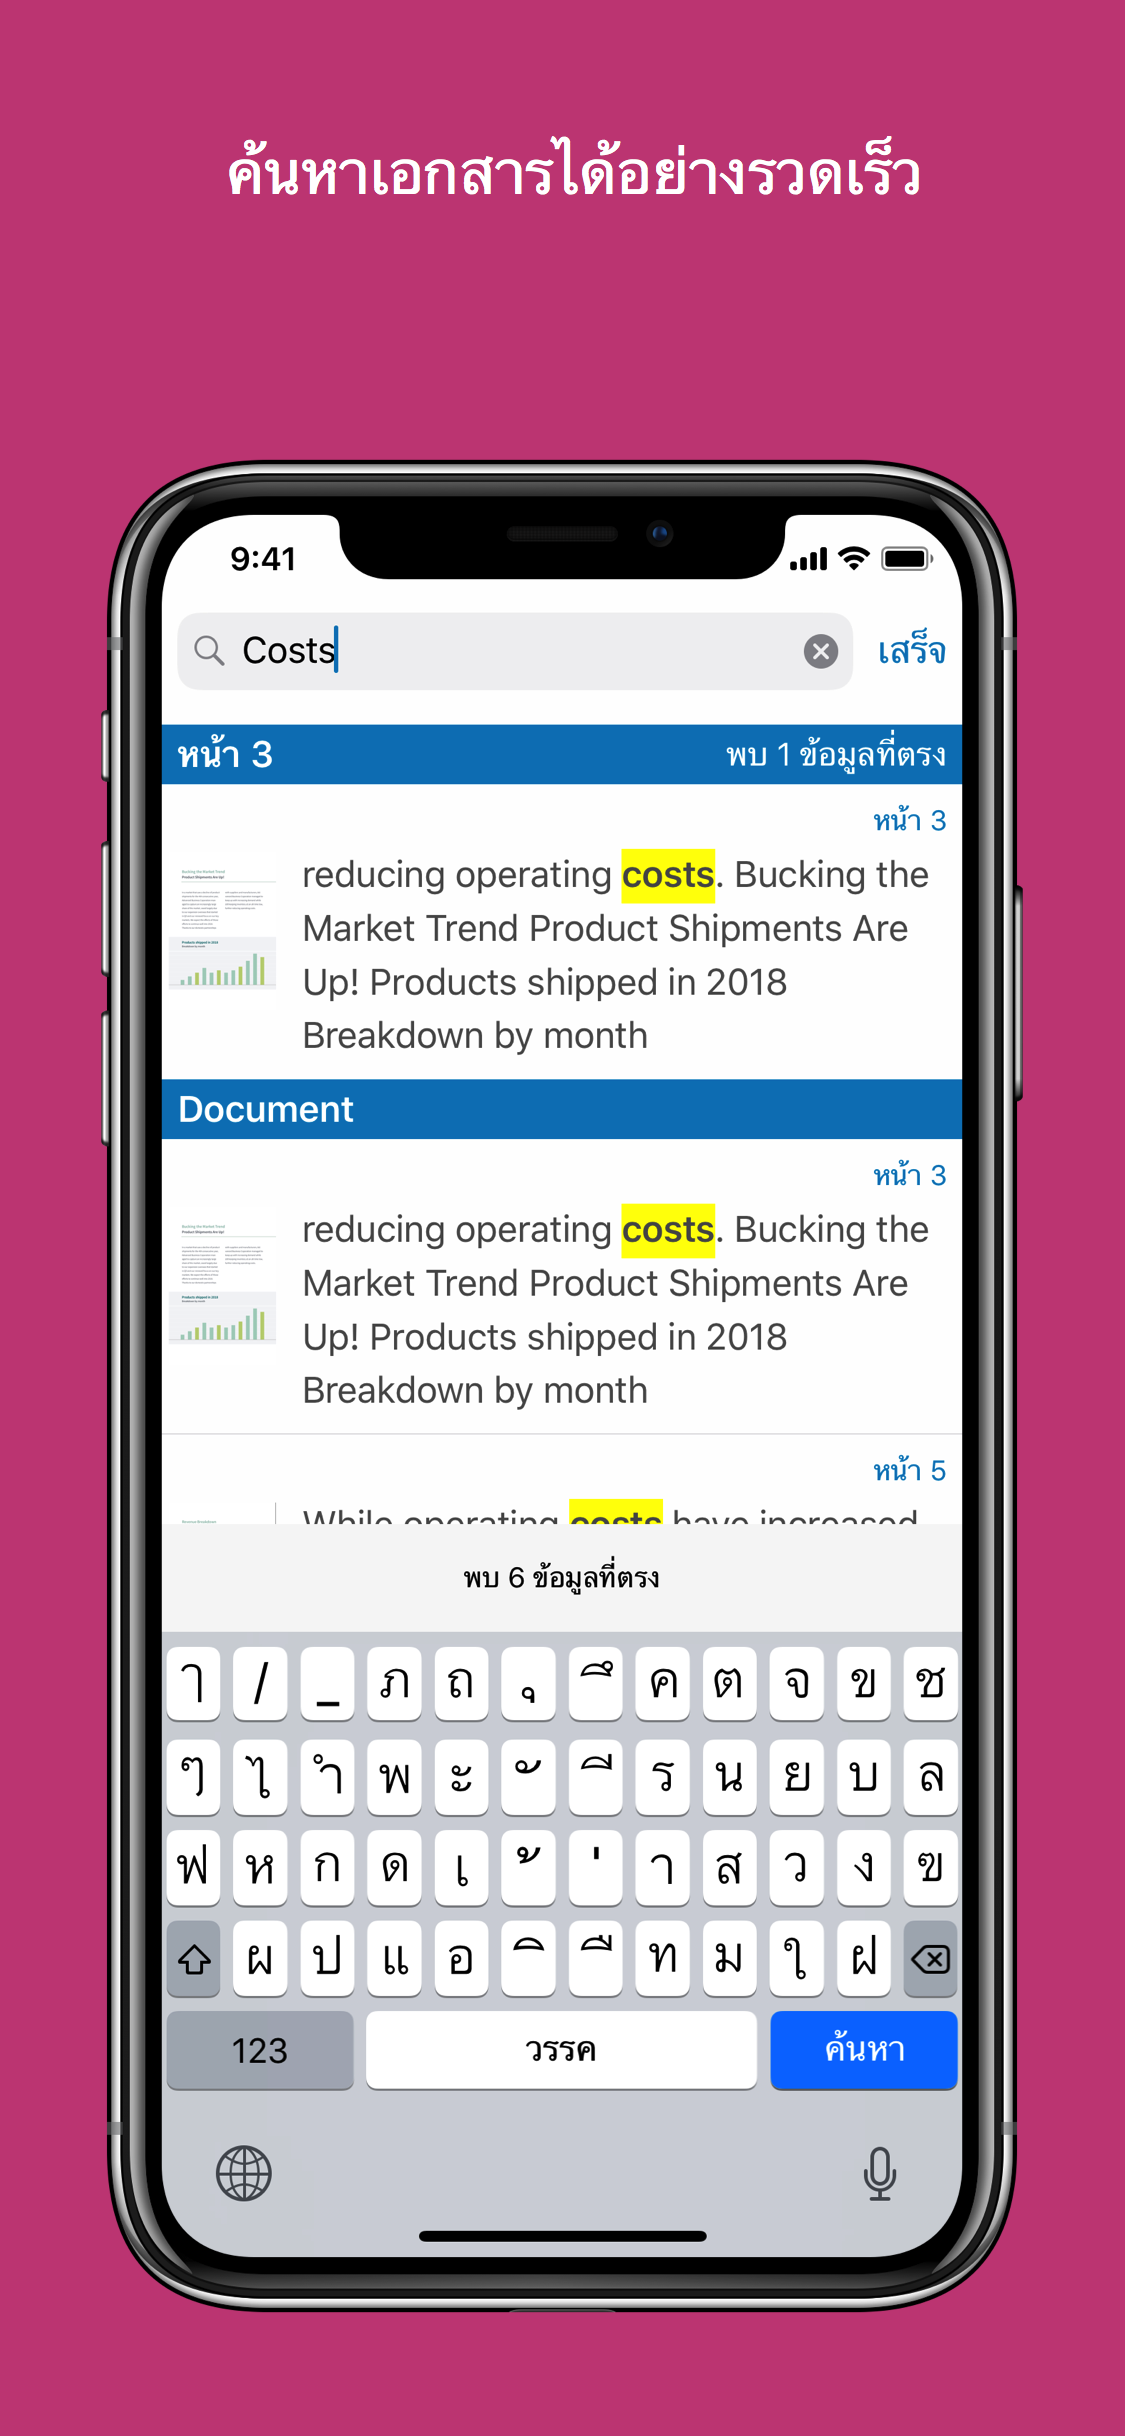 ค้นหาเอกสารได้อย่างรวดเร็ว
9:41
Costs
เสร็จ
หน้า 3
พบ 1 ข้อมูลที่ตรง
หน้า 3
reducing operating costs. Bucking the
Market Trend Product Shipments Are
Up! Products shipped in 2018
Breakdown by month
Document
หน้า 3
reducing operating costs. Bucking the
Market Trend Product Shipments Are
Up! Products shipped in 2018
Breakdown by month
หน้า 5
While operating costs have increased
พบ 6 ข้อมูลที่ตรง
ๅ / _ ภ ถ ุ ึ ค ต จ ข ช
ๆ ไ ำ พ ะ ั ี ร น ย บ ล
ฟ ห ก ด เ ้ ่ า ส ว ง ฃ
ผ ป แ อ ิ ื ท ม ใ ฝ
123
วรรค
ค้นหา